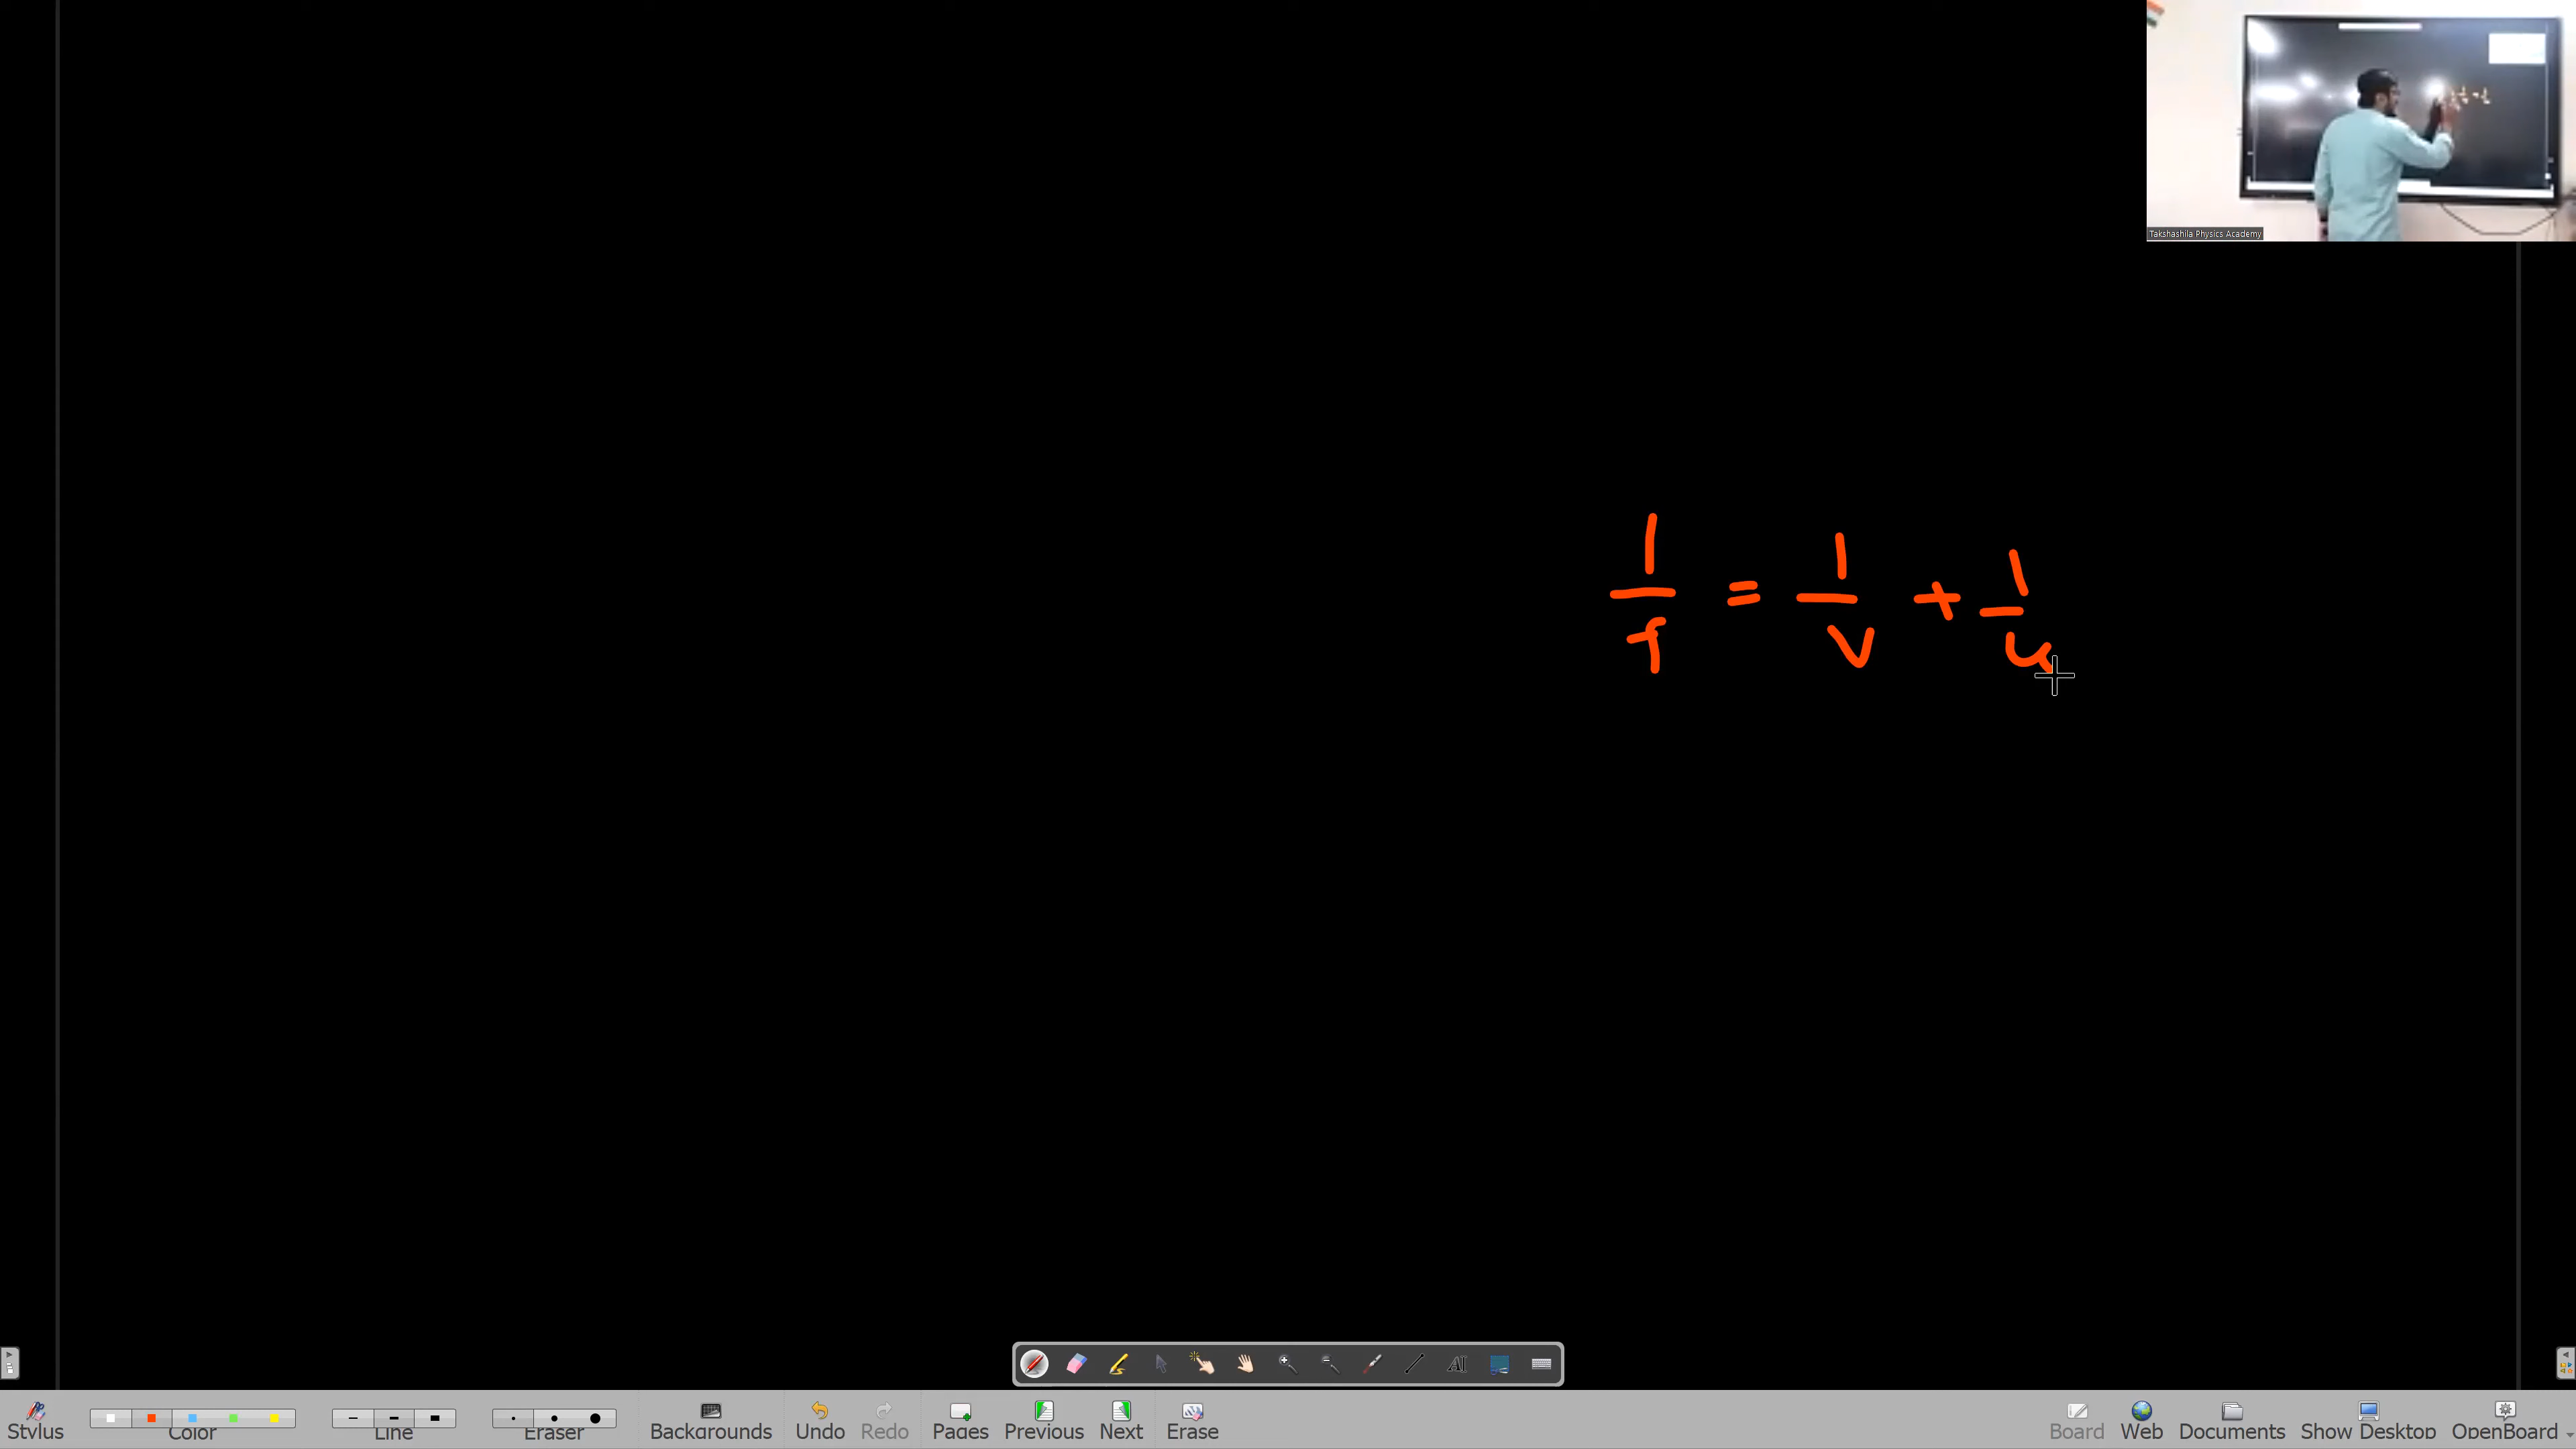 Takshashila Physics Academy
1/f = 1/v + 1/u
Stylus Color Line Eraser Backgrounds Undo Redo Pages Previous Next Erase Board Web Documents Show Desktop OpenBoard